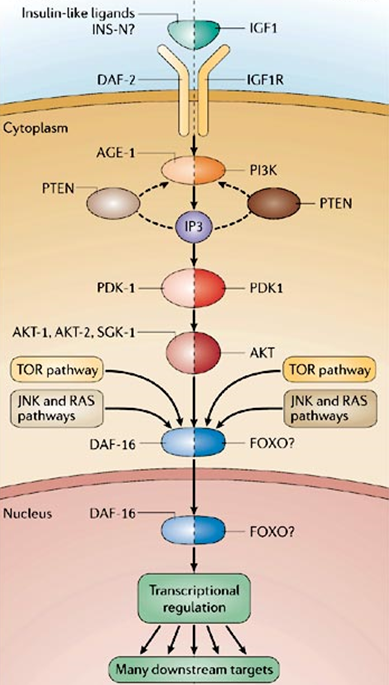 Insulin-like ligands
INS-N?
IGF1
DAF-2
IGF1R
Cytoplasm
AGE-1
PI3K
PTEN
PTEN
IP3
PDK-1
PDK1
AKT-1, AKT-2, SGK-1
AKT
TOR pathway
TOR pathway
JNK and RAS
pathways
JNK and RAS
pathways
DAF-16
FOXO?
Nucleus
DAF-16
FOXO?
Transcriptional
regulation
Many downstream targets